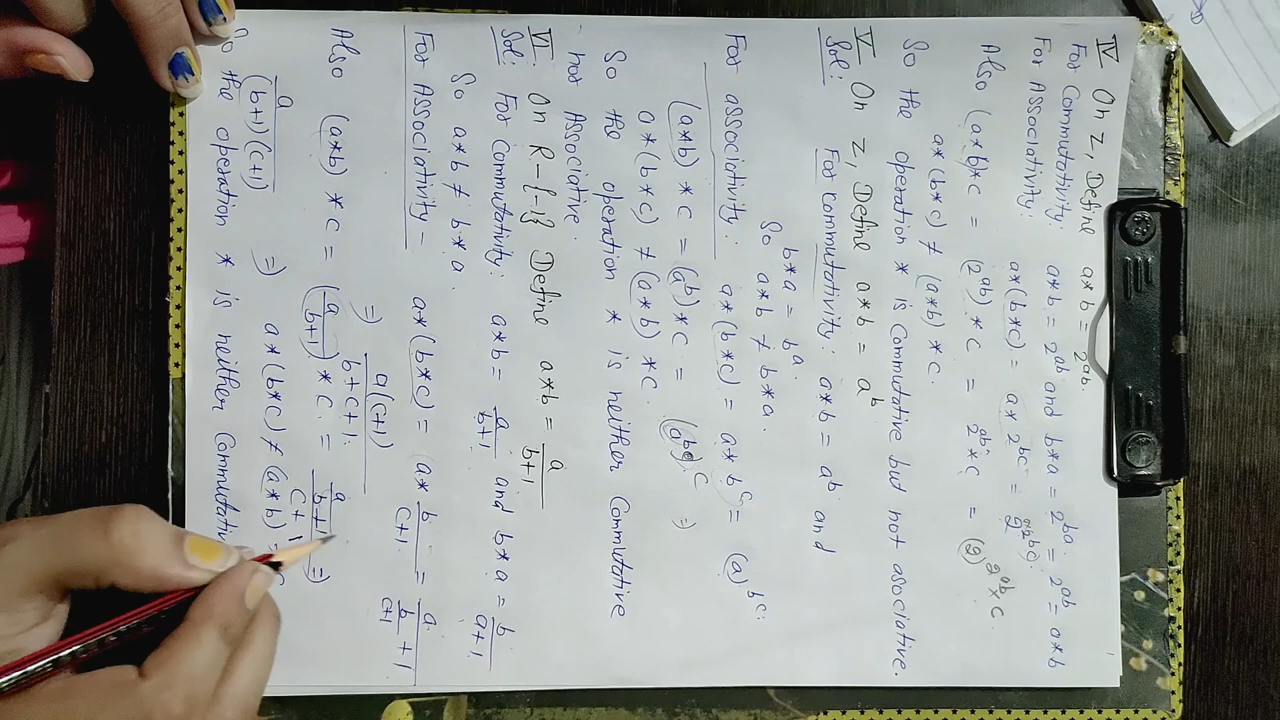 IV On Z, Define a*b = 2^ab.
For Commutativity: a*b = 2^ab and b*a = 2^ba = 2^ab = a*b
For Associativity: a*(b*c) = a*2^bc = 2^a2^bc.
Also (a*b)*c = (2^ab)*c = 2^ab*c = (2)^2^ab×c.
a*(b*c) ≠ (a*b)*c.
So the operation * is Commutative but not associative.
V On Z, Define a*b = a^b
Sol: For commutativity: a*b = a^b and
b*a = b^a.
So a*b ≠ b*a.
For associativity: a*(b*c) = a*b^c = (a)^b^c.
(a*b)*c = (a^b)*c = (a^b)^c ⇒
a*(b*c) ≠ (a*b)*c.
So the operation * is neither Commutative
not Associative.
VI. On R-{-1} Define a*b = a/b+1
Sol: For commutativity: a*b = a/b+1 and b*a = b/a+1.
So a*b ≠ b*a.
For Associativity = a*(b*c) = a* b/c+1. = a/(b/c+1 + 1)
⇒ a(c+1)/b+c+1.
Also (a*b)*c = (a/b+1)*c = (a/b+1)/c+1 ⇒
a/(b+1)(c+1) ⇒ a*(b*c) ≠ (a*b)
So the operation * is neither Commutativ